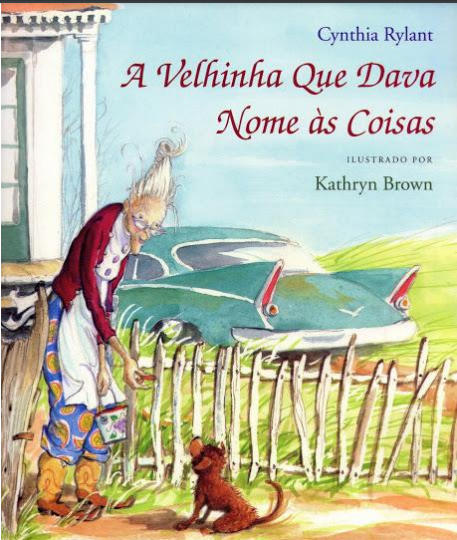 Cynthia Rylant
A Velhinha Que Dava
Nome às Coisas
ILUSTRADO POR
Kathryn Brown